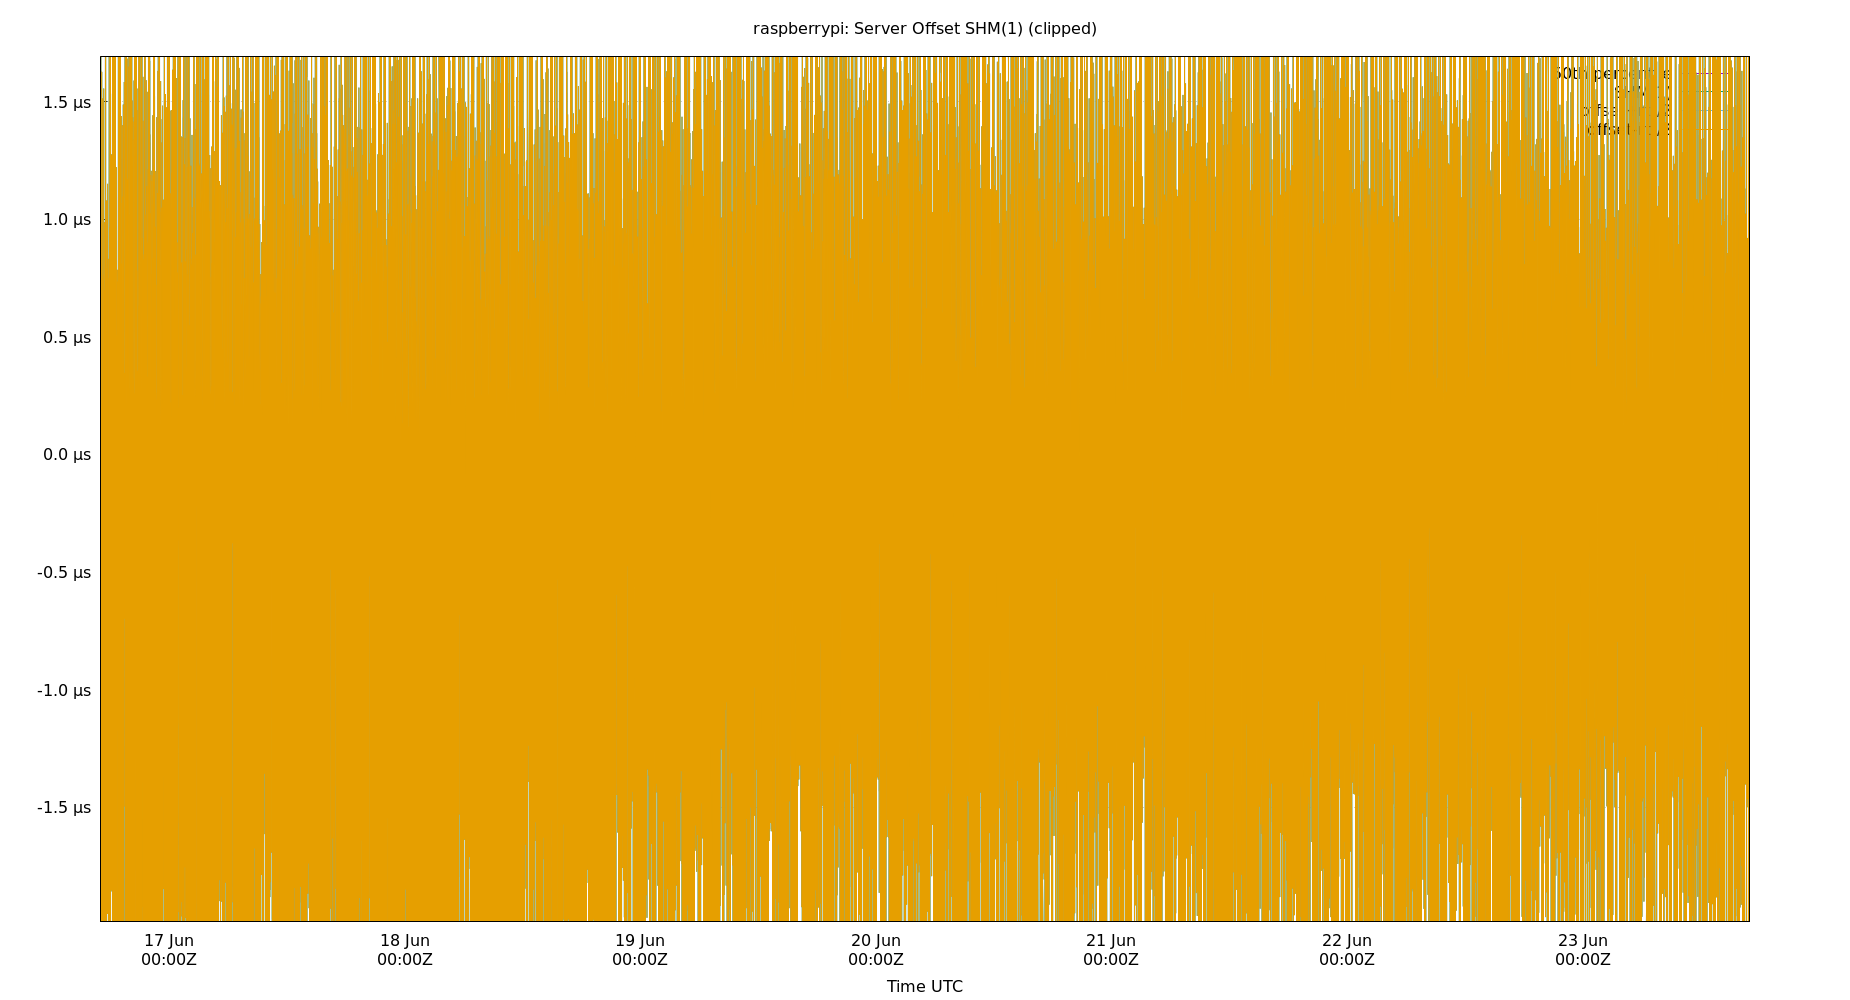 raspberrypi: Server Offset SHM(1) (clipped)
1.5 µs
1.0 µs
0.5 µs
0.0 µs
-0.5 µs
-1.0 µs
-1.5 µs
17 Jun 18 Jun 19 Jun 20 Jun 21 Jun 22 Jun 23 Jun
00:00Z 00:00Z 00:00Z 00:00Z 00:00Z 00:00Z 00:00Z
Time UTC